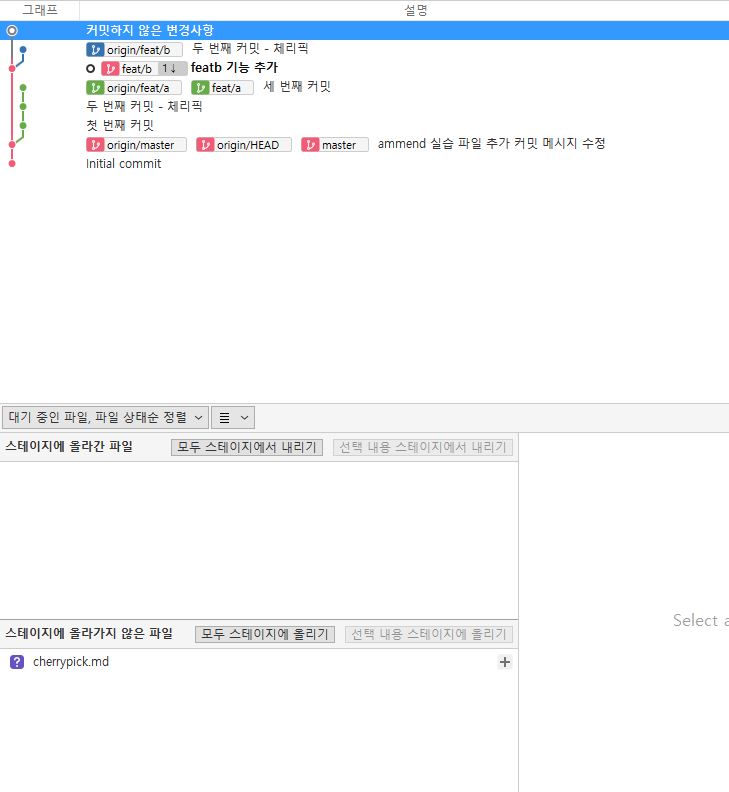 그래프 설명
커밋하지 않은 변경사항
origin/feat/b 두 번째 커밋 - 체리픽
feat/b 1↓ featb 기능 추가
origin/feat/a feat/a 세 번째 커밋
두 번째 커밋 - 체리픽
첫 번째 커밋
origin/master origin/HEAD master ammend 실습 파일 추가 커밋 메시지 수정
Initial commit
대기 중인 파일, 파일 상태순 정렬
스테이지에 올라간 파일 모두 스테이지에서 내리기 선택 내용 스테이지에서 내리기
Select a
스테이지에 올라가지 않은 파일 모두 스테이지에 올리기 선택 내용 스테이지에 올리기
? cherrypick.md +